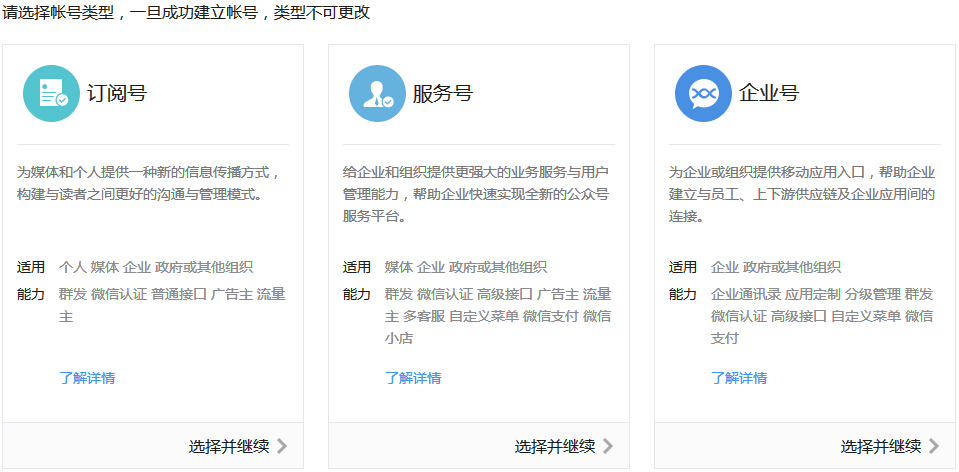 请选择帐号类型，一旦成功建立帐号，类型不可更改
订阅号
为媒体和个人提供一种新的信息传播方式，
构建与读者之间更好的沟通与管理模式。
适用 个人 媒体 企业 政府或其他组织
能力 群发 微信认证 普通接口 广告主 流量
主
了解详情
选择并继续
服务号
给企业和组织提供更强大的业务服务与用户
管理能力，帮助企业快速实现全新的公众号
服务平台。
适用 媒体 企业 政府或其他组织
能力 群发 微信认证 高级接口 广告主 流量
主 多客服 自定义菜单 微信支付 微信
小店
了解详情
选择并继续
企业号
为企业或组织提供移动应用入口，帮助企业
建立与员工、上下游供应链及企业应用间的
连接。
适用 企业 政府或其他组织
能力 企业通讯录 应用定制 分级管理 群发
微信认证 高级接口 自定义菜单 微信
支付
了解详情
选择并继续